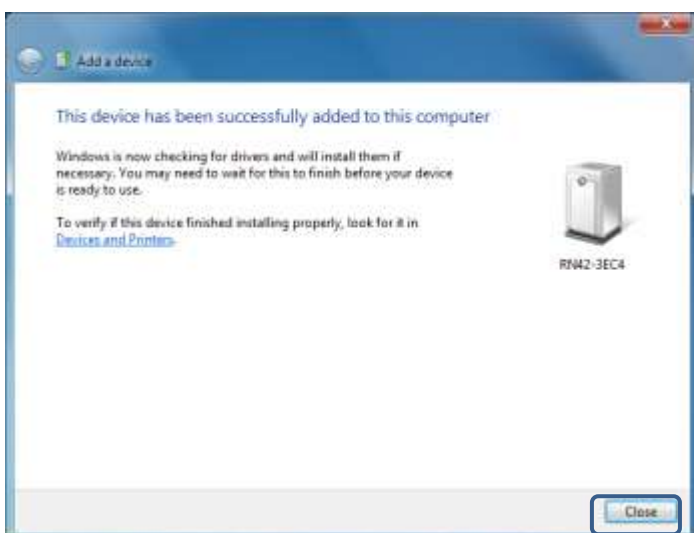 Add a device
This device has been successfully added to this computer
Windows is now checking for drivers and will install them if
necessary. You may need to wait for this to finish before your device
is ready to use.
To verify if this device finished installing properly, look for it in
Devices and Printers.
RN42-3EC4
Close